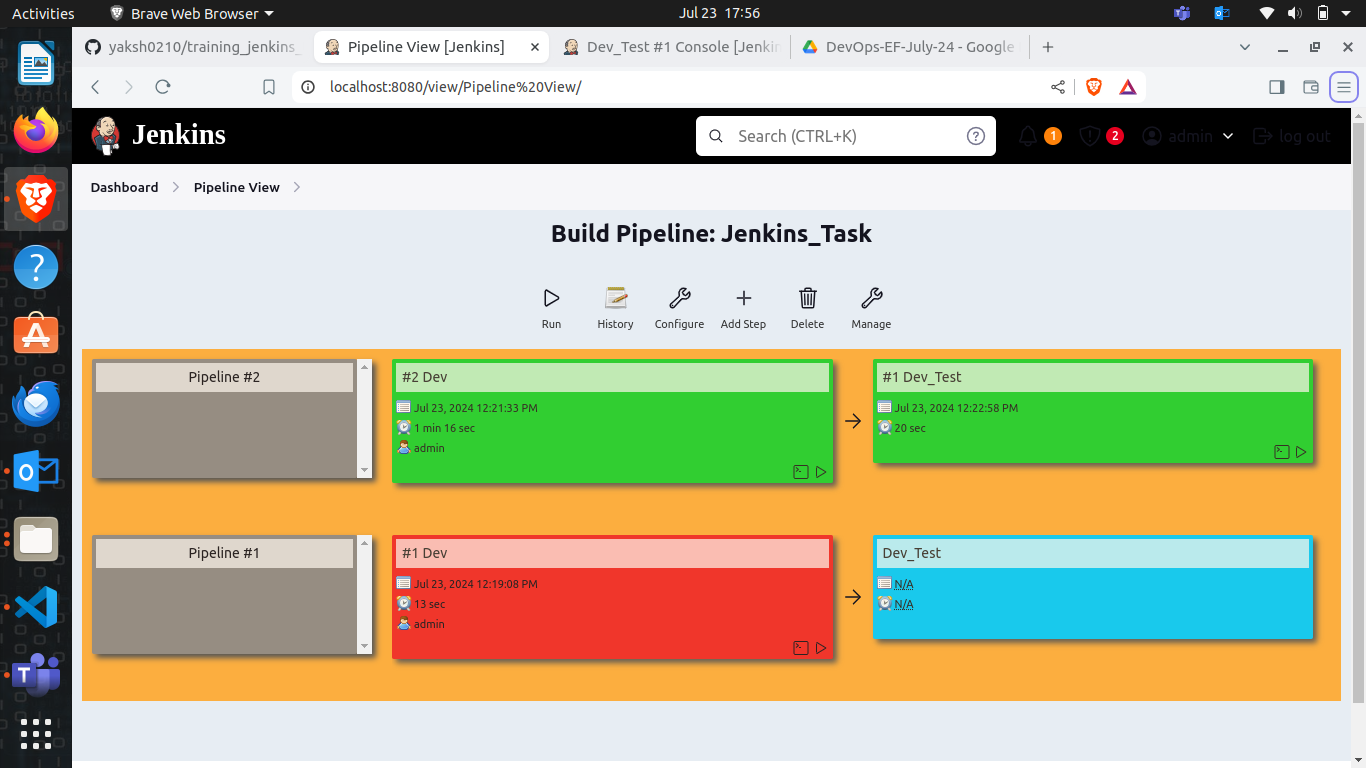 Activities
Brave Web Browser
Jul 23 17:56
yaksh0210/training_jenkins_
Pipeline View [Jenkins]
Dev_Test #1 Console [Jenkin
DevOps-EF-July-24 - Google
localhost:8080/view/Pipeline%20View/
Jenkins
Search (CTRL+K)
?
1
2
admin
log out
Dashboard
Pipeline View
Build Pipeline: Jenkins_Task
Run
History
Configure
Add Step
Delete
Manage
Pipeline #2
#2 Dev
Jul 23, 2024 12:21:33 PM
1 min 16 sec
admin
#1 Dev_Test
Jul 23, 2024 12:22:58 PM
20 sec
Pipeline #1
#1 Dev
Jul 23, 2024 12:19:08 PM
13 sec
admin
Dev_Test
N/A
N/A